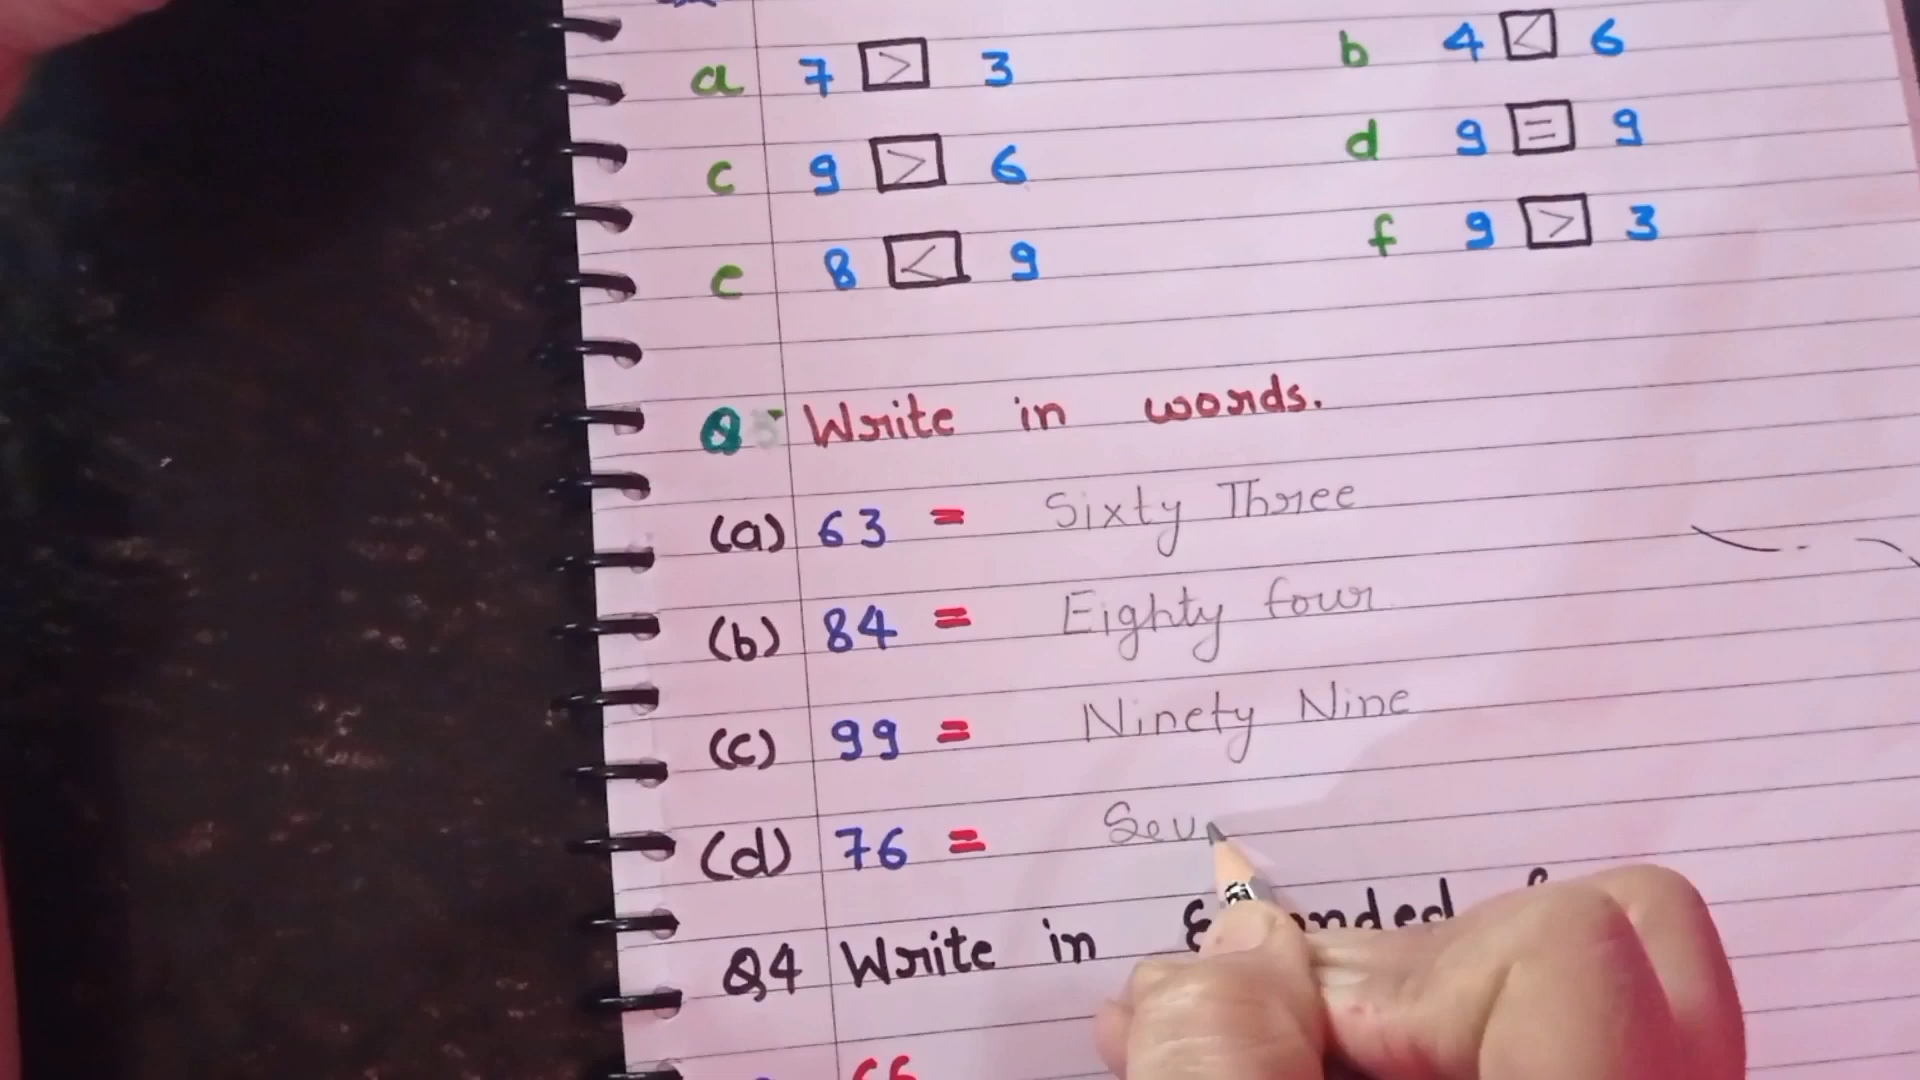 a 7 > 3 b 4 < 6
c 9 > 6 d 9 = 9
e 8 < 9 f 9 > 3
Q Write in words.
(a) 63 = Sixty Three
(b) 84 = Eighty four
(c) 99 = Ninety Nine
(d) 76 = Sev
Q4 Write in
66